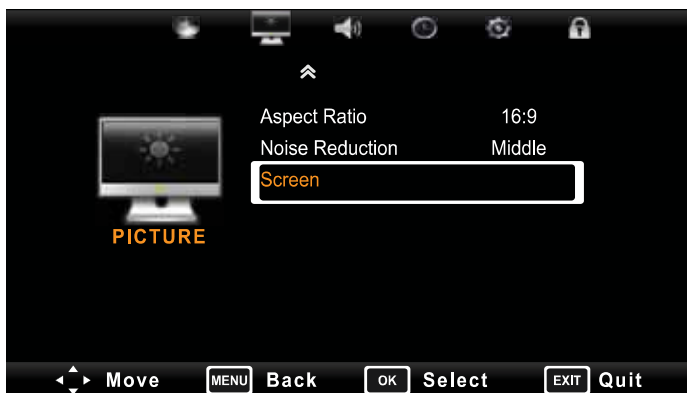 Aspect Ratio 16:9
Noise Reduction Middle
Screen
PICTURE
Move MENU Back OK Select EXIT Quit